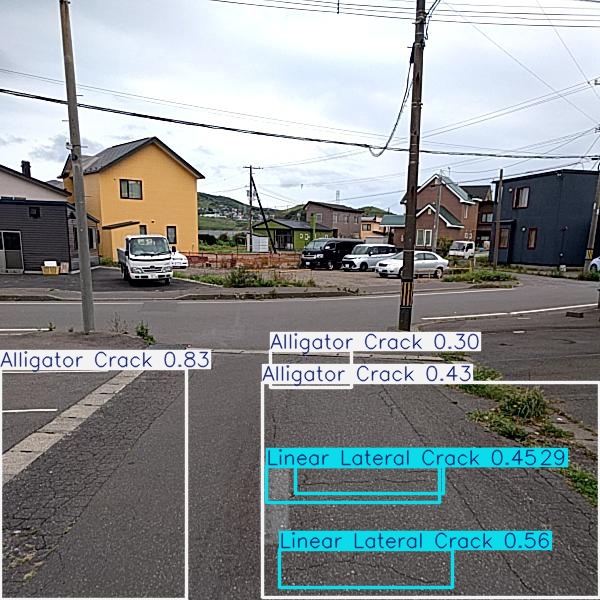 Alligator Crack 0.30
Alligator Crack 0.83
Alligator Crack 0.43
Linear Lateral Crack 0.4529
Linear Lateral Crack 0.56